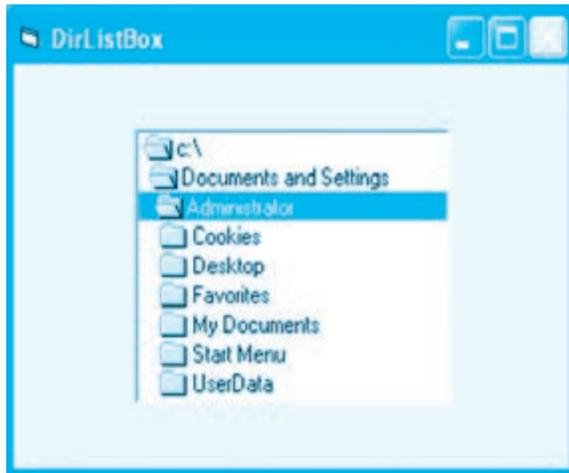 DirListBox
c:\
Documents and Settings
Administrator
Cookies
Desktop
Favorites
My Documents
Start Menu
UserData